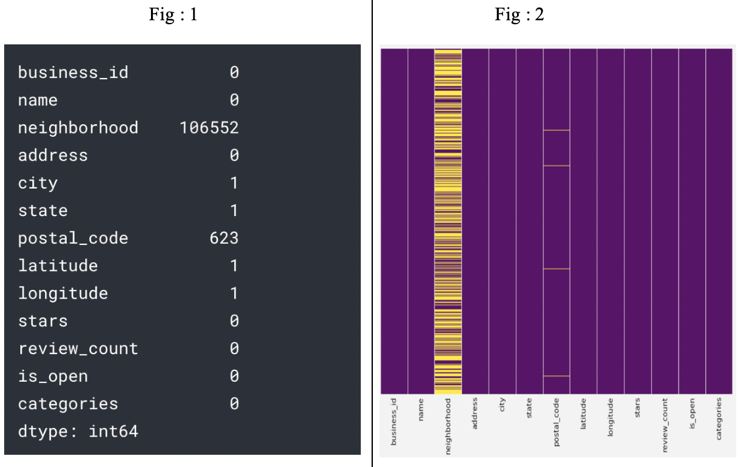 Fig : 1
business_id 0
name 0
neighborhood 106552
address 0
city 1
state 1
postal_code 623
latitude 1
longitude 1
stars 0
review_count 0
is_open 0
categories 0
dtype: int64
Fig : 2
business_id
name
neighborhood
address
city
state
postal_code
latitude
longitude
stars
review_count
is_open
categories